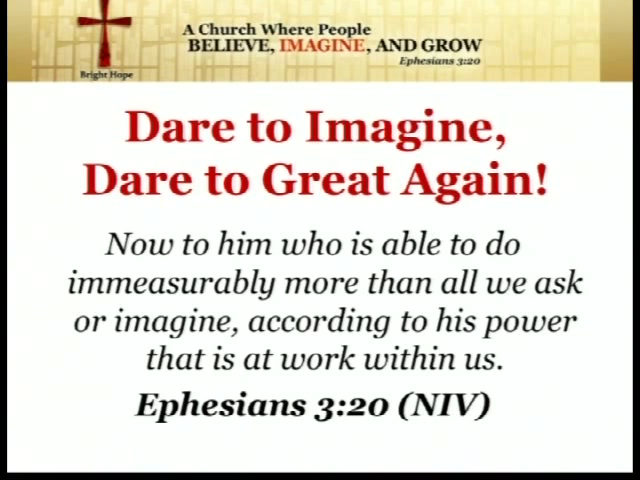 A Church Where People
BELIEVE, IMAGINE, AND GROW
Ephesians 3:20
Bright Hope
Dare to Imagine,
Dare to Great Again!
Now to him who is able to do
immeasurably more than all we ask
or imagine, according to his power
that is at work within us.
Ephesians 3:20 (NIV)